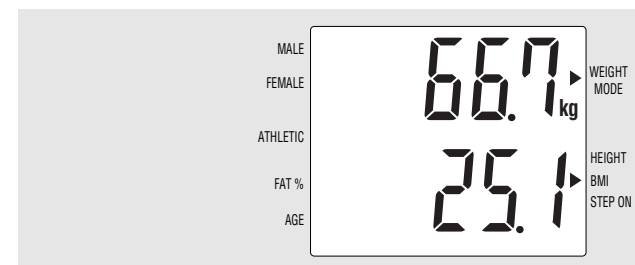 MALE
FEMALE
ATHLETIC
FAT %
AGE
66.7 kg
25.1
WEIGHT
MODE
HEIGHT
BMI
STEP ON